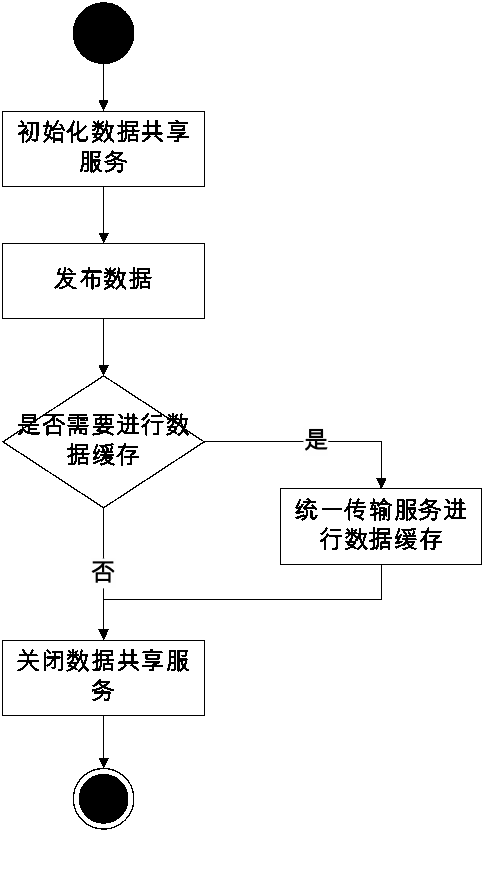 初始化数据共享
服务
发布数据
是否需要进行数
据缓存
是
统一传输服务进
行数据缓存
否
关闭数据共享服
务